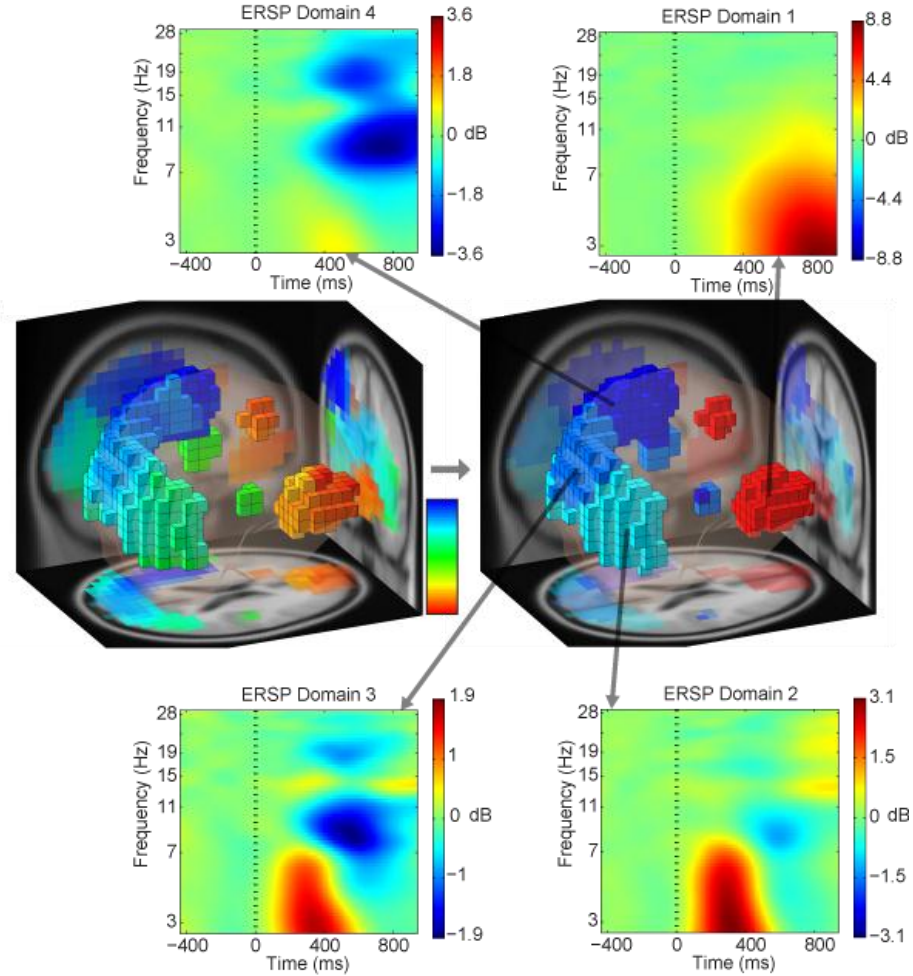 ERSP Domain 4
28
19
15
11
7
3
Frequency (Hz)
−400 0 400 800
Time (ms)
3.6
1.8
0 dB
−1.8
−3.6
ERSP Domain 1
28
19
15
11
7
3
Frequency (Hz)
−400 0 400 800
Time (ms)
8.8
4.4
0 dB
−4.4
−8.8
ERSP Domain 3
28
19
15
11
7
3
Frequency (Hz)
−400 0 400 800
Time (ms)
1.9
1
0 dB
−1
−1.9
ERSP Domain 2
28
19
15
11
7
3
Frequency (Hz)
−400 0 400 800
Time (ms)
3.1
1.5
0 dB
−1.5
−3.1